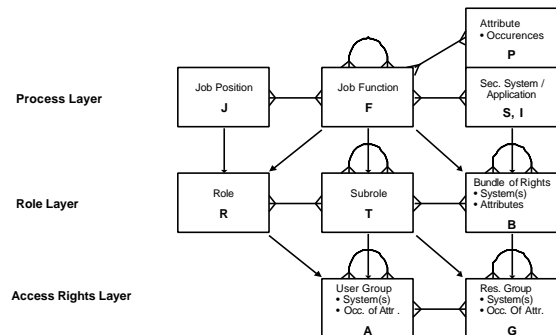 Attribute
• Occurences
P
Process Layer
Job Position
J
Job Function
F
Sec. System /
Application
S, I
Role Layer
Role
R
Subrole
T
Bundle of Rights
• System(s)
• Attributes
B
Access Rights Layer
User Group
• System(s)
• Occ. of Attr.
A
Res. Group
• System(s)
• Occ. Of Attr.
G